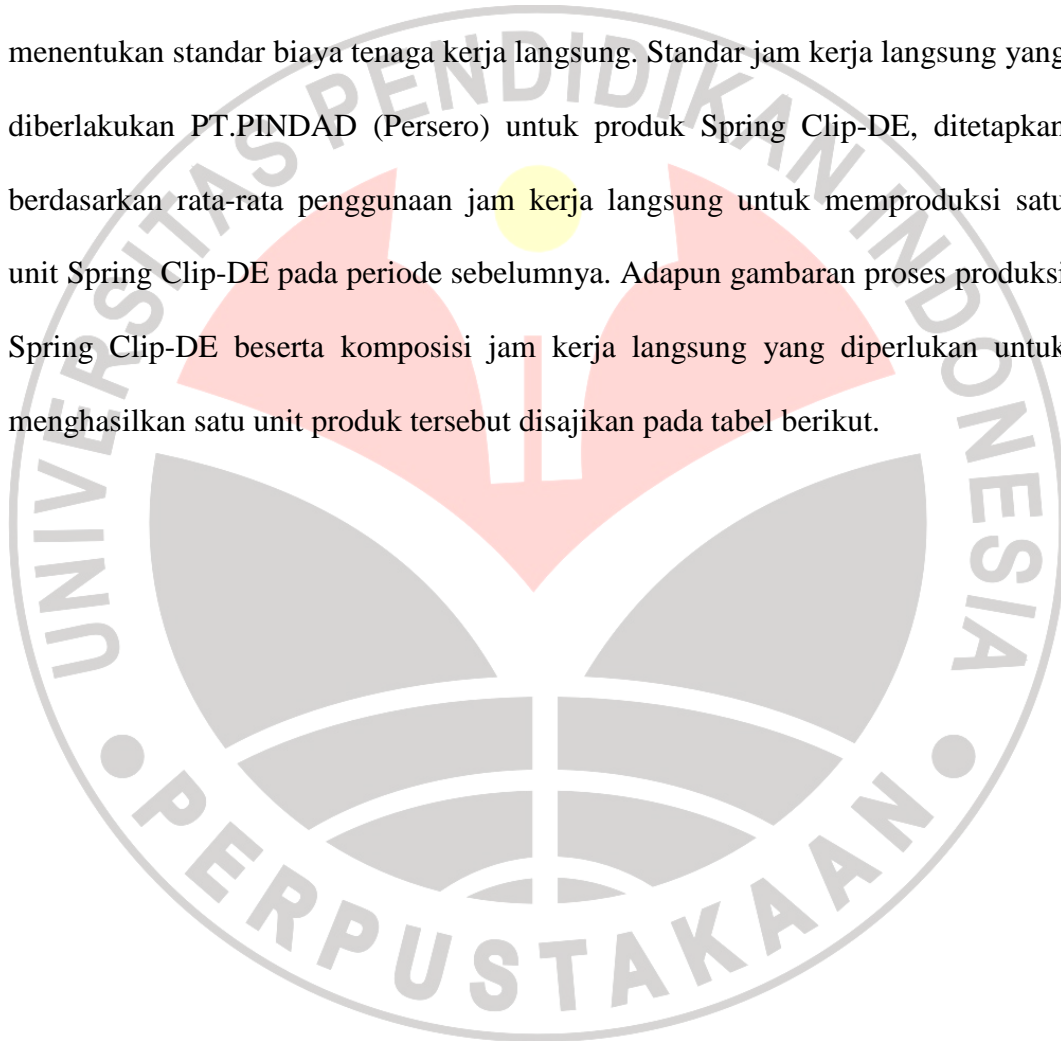 menentukan standar biaya tenaga kerja langsung. Standar jam kerja langsung yang
diberlakukan PT.PINDAD (Persero) untuk produk Spring Clip-DE, ditetapkan
berdasarkan rata-rata penggunaan jam kerja langsung untuk memproduksi satu
unit Spring Clip-DE pada periode sebelumnya. Adapun gambaran proses produksi
Spring Clip-DE beserta komposisi jam kerja langsung yang diperlukan untuk
menghasilkan satu unit produk tersebut disajikan pada tabel berikut.
UNIVERSITAS PENDIDIKAN INDONESIA
PERPUSTAKAAN